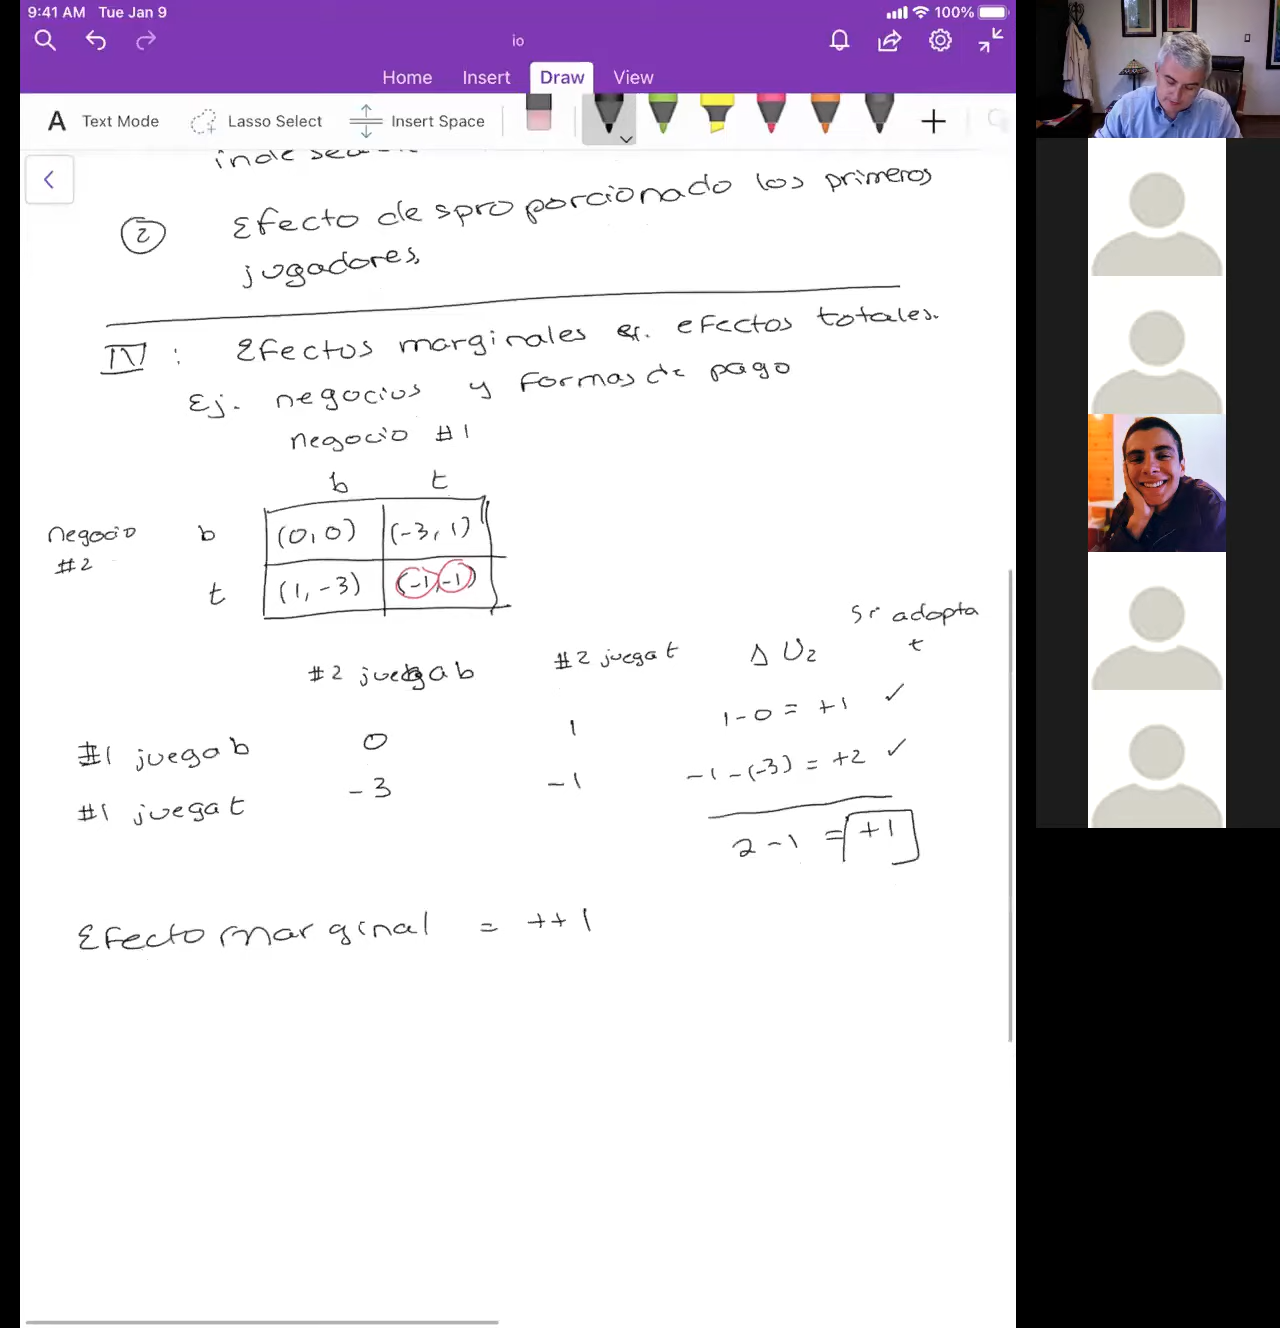 9:41 AM Tue Jan 9
100%
io
Home Insert Draw View
A Text Mode Lasso Select Insert Space
② Efecto desproporcionado los primeros
jugadores.
IV : Efectos marginales efectos totales.
Ej. negocios y formas de pago
negocio #1
b t
negocio #2
b (0,0) (-3, 1)
t (1, -3) (-1, -1)
#2 juega b #2 juega t Δ U2 Si adopta t
#1 juega b 0 1 1-0 = +1 ✓
#1 juega t -3 -1 -1-(-3) = +2 ✓
2-1 = +1
Efecto marginal = ++1